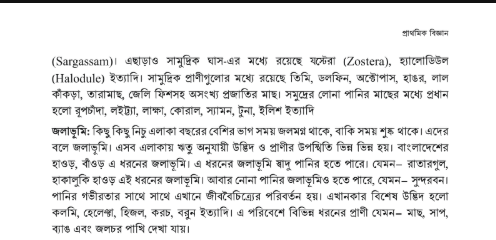 প্রাথমিক বিজ্ঞান
(Sargassam)। এছাড়াও সামুদ্রিক ঘাস-এর মধ্যে রয়েছে যস্টেরা (Zostera), হ্যালোডিউল
(Halodule) ইত্যাদি। সামুদ্রিক প্রাণীগুলোর মধ্যে রয়েছে তিমি, ডলফিন, অক্টোপাস, হাঙর, লাল
কাঁকড়া, তারামাছ, জেলি ফিশসহ অসংখ্য প্রজাতির মাছ। সমুদ্রের লোনা পানির মাছের মধ্যে প্রধান
হলো রূপচাঁদা, লইট্যা, লাক্ষা, কোরাল, স্যামন, টুনা, ইলিশ ইত্যাদি
জলাভূমি: কিছু কিছু নিচু এলাকা বছরের বেশির ভাগ সময় জলমগ্ন থাকে, বাকি সময় শুষ্ক থাকে। এদের
বলে জলাভূমি। এসব এলাকায় ঋতু অনুযায়ী উদ্ভিদ ও প্রাণীর উপস্থিতি ভিন্ন ভিন্ন হয়। বাংলাদেশের
হাওড়, বাঁওড় এ ধরনের জলাভূমি। এ ধরনের জলাভূমি স্বাদু পানির হতে পারে। যেমন– রাতারগুল,
হাকালুকি হাওড় এই ধরনের জলাভূমি। আবার নোনা পানির জলাভূমিও হতে পারে, যেমন– সুন্দরবন।
পানির গভীরতার সাথে সাথে এখানে জীববৈচিত্র্যের পরিবর্তন হয়। এখানকার বিশেষ উদ্ভিদ হলো
কলমি, হেলেঞ্চা, হিজল, করচ, বরুন ইত্যাদি। এ পরিবেশে বিভিন্ন ধরনের প্রাণী যেমন– মাছ, সাপ,
ব্যাঙ এবং জলচর পাখি দেখা যায়।